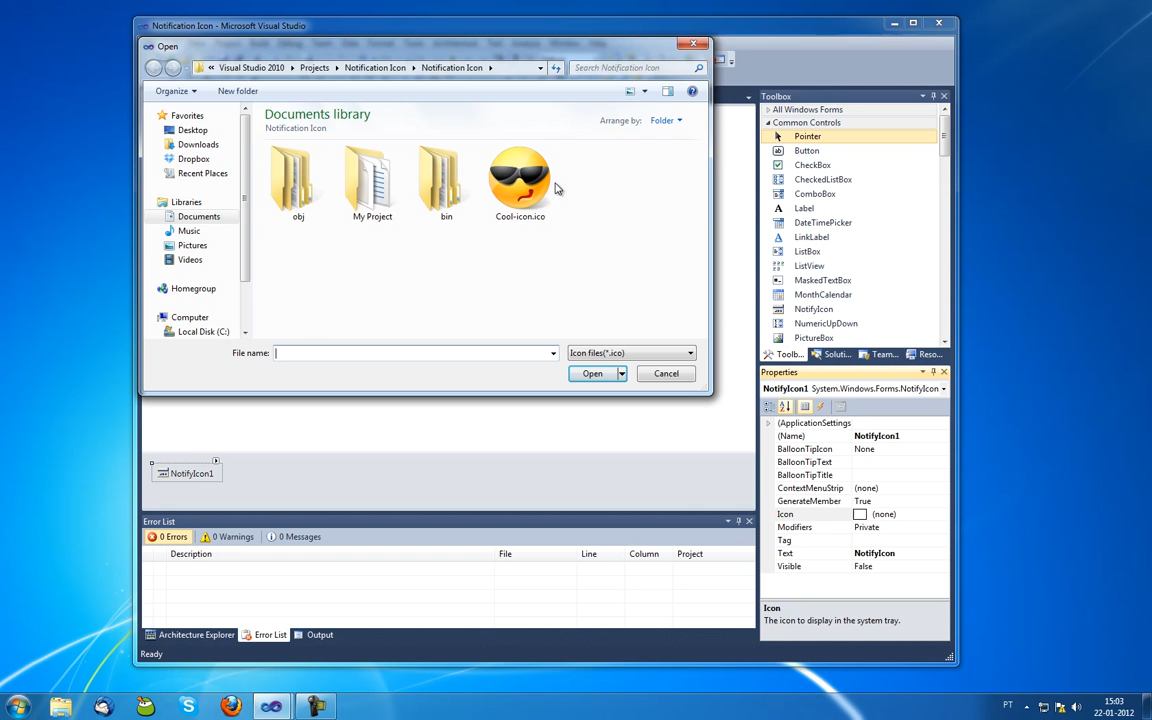 Notification Icon - Microsoft Visual Studio
Open
« Visual Studio 2010 ▸ Projects ▸ Notification Icon ▸ Notification Icon ▸
Search Notification Icon
Organize
New folder
Favorites
Desktop
Downloads
Dropbox
Recent Places
Libraries
Documents
Music
Pictures
Videos
Homegroup
Computer
Local Disk (C:)
Documents library
Notification Icon
Arrange by: Folder
obj
My Project
bin
Cool-icon.ico
File name:
Icon files(*.ico)
Open
Cancel
Toolbox
All Windows Forms
Common Controls
Pointer
Button
CheckBox
CheckedListBox
ComboBox
Label
DateTimePicker
LinkLabel
ListBox
ListView
MaskedTextBox
MonthCalendar
NotifyIcon
NumericUpDown
PictureBox
Toolb... Soluti... Team... Reso...
Properties
NotifyIcon1 System.Windows.Forms.NotifyIcon
(ApplicationSettings
(Name) NotifyIcon1
BalloonTipIcon None
BalloonTipText
BalloonTipTitle
ContextMenuStrip (none)
GenerateMember True
Icon (none)
Modifiers Private
Tag
Text NotifyIcon
Visible False
Icon
The icon to display in the system tray.
NotifyIcon1
Error List
0 Errors 0 Warnings 0 Messages
Description File Line Column Project
Architecture Explorer Error List Output
Ready
PT
15:03
22-01-2012